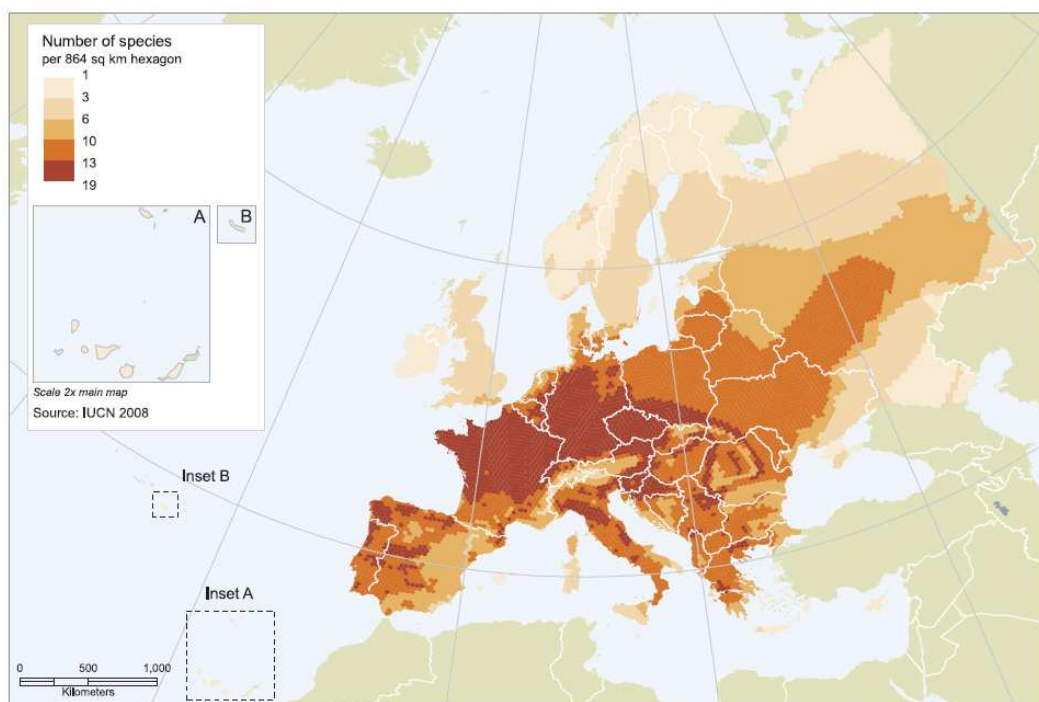 Number of species
per 864 sq km hexagon
1
3
6
10
13
19
A
B
Scale 2x main map
Source: IUCN 2008
Inset B
Inset A
0 500 1,000
Kilometers